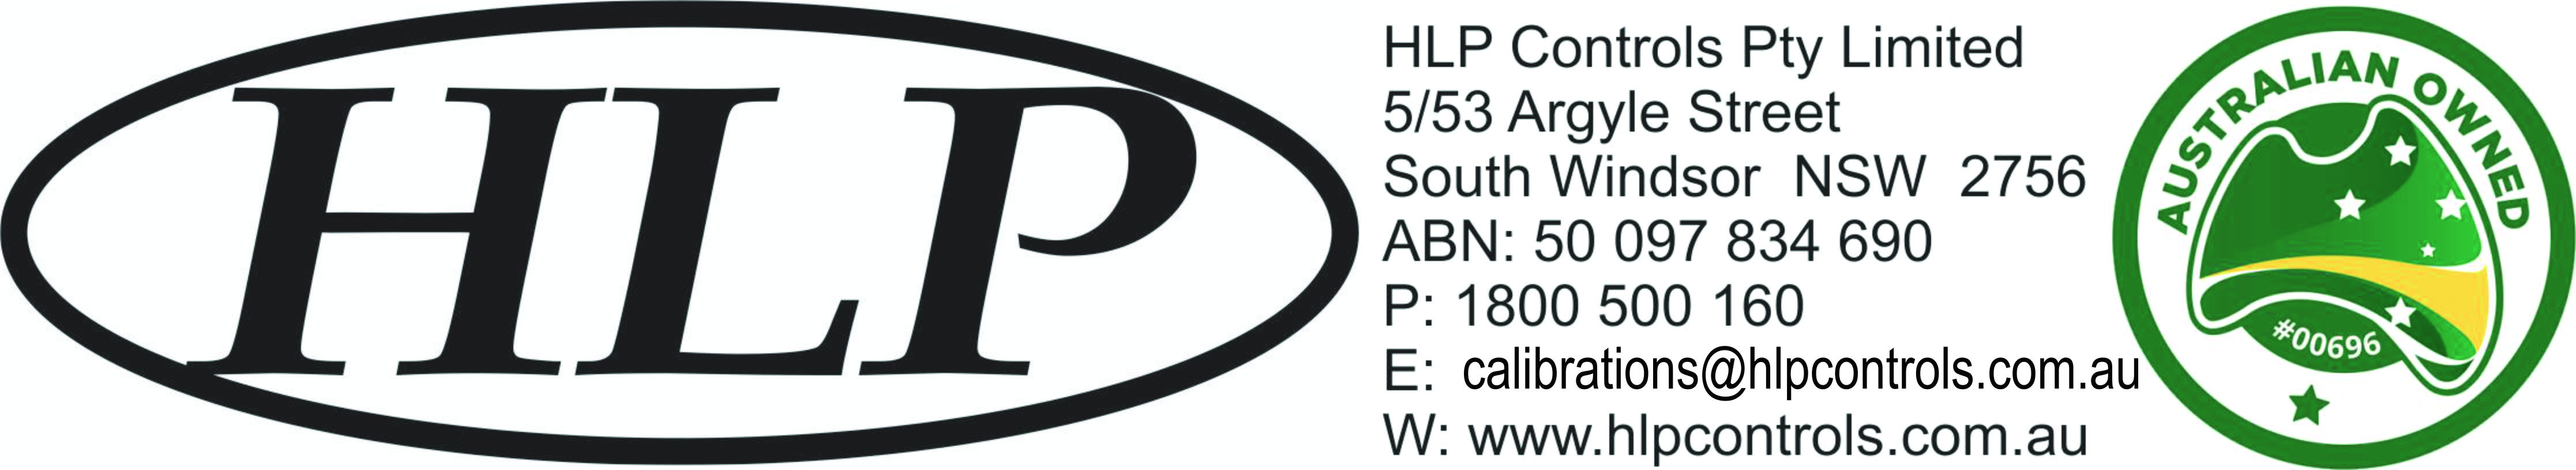 HLP
HLP Controls Pty Limited
5/53 Argyle Street
South Windsor NSW 2756
ABN: 50 097 834 690
P: 1800 500 160
E: calibrations@hlpcontrols.com.au
W: www.hlpcontrols.com.au
AUSTRALIAN OWNED
#00696